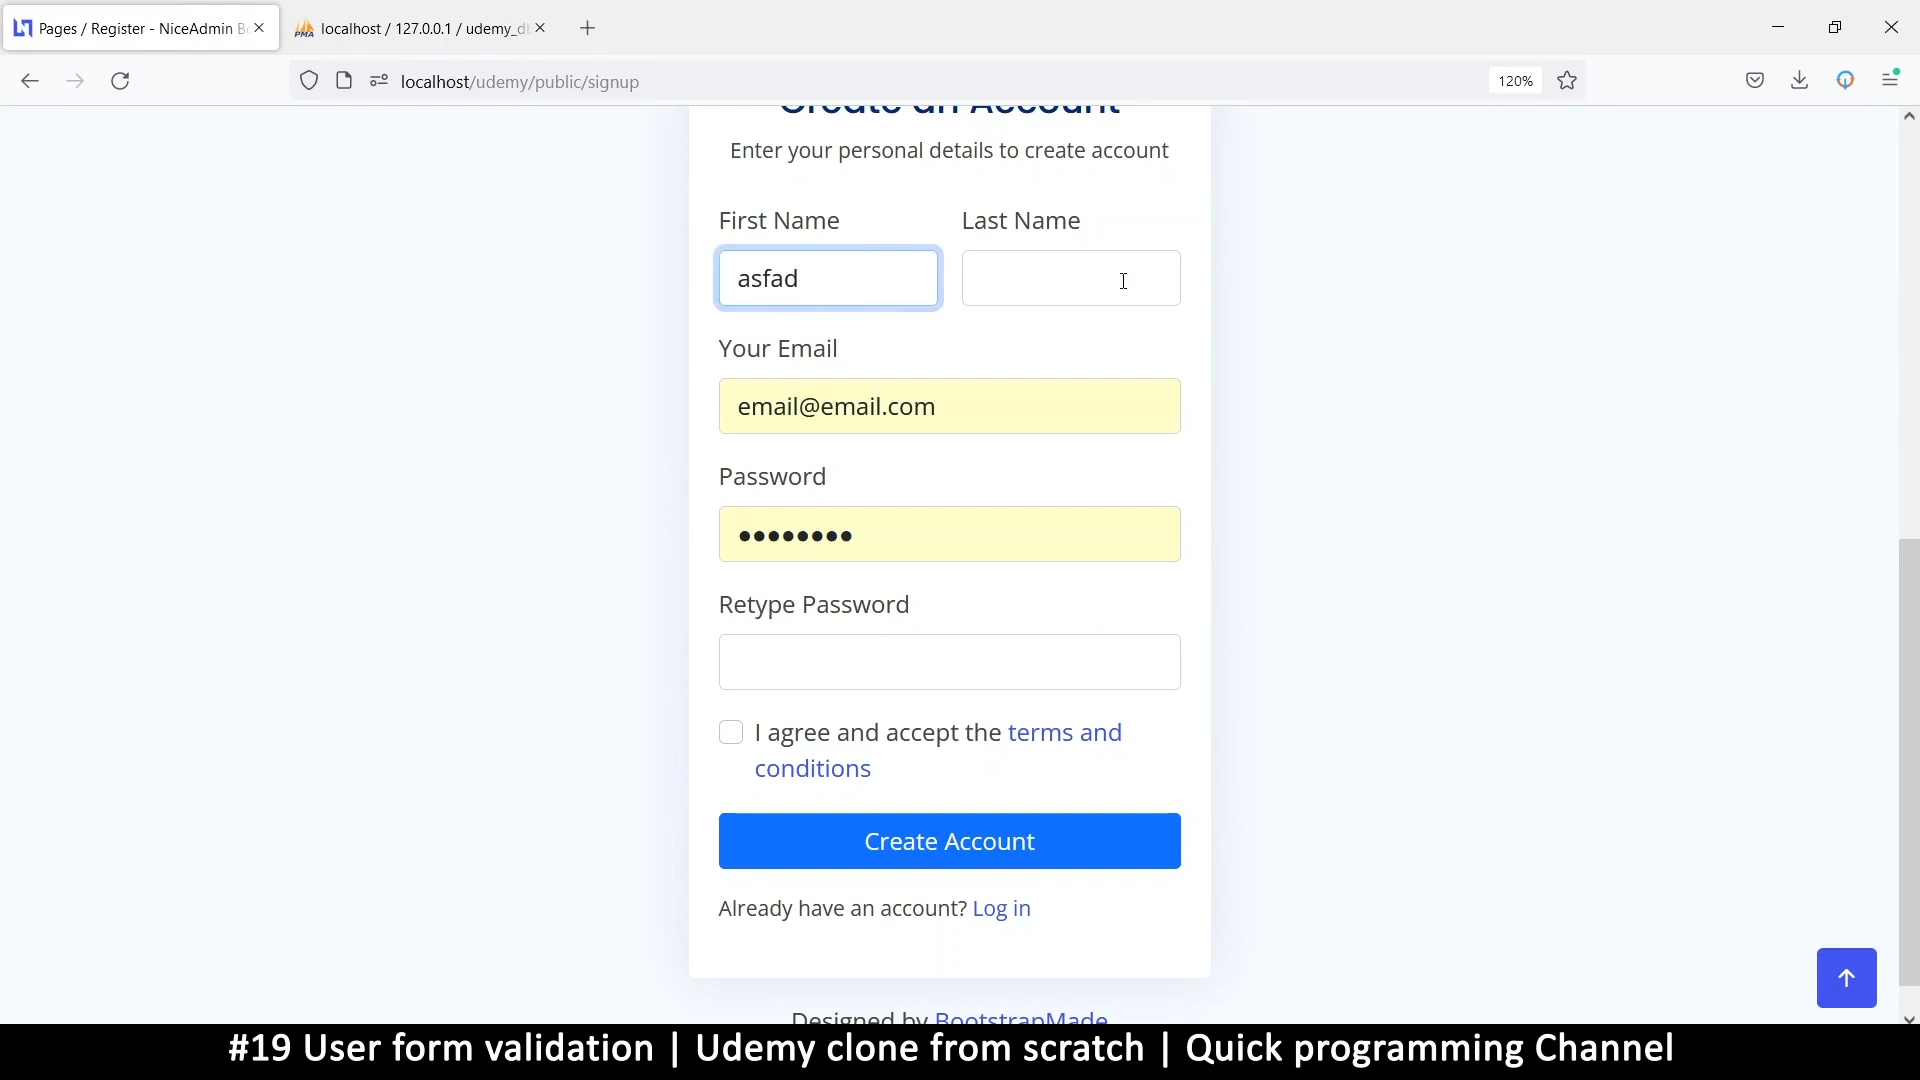 Pages / Register - NiceAdmin B
localhost / 127.0.0.1 / udemy_d
localhost/udemy/public/signup
120%
Create an Account
Enter your personal details to create account
First Name
Last Name
asfad
Your Email
email@email.com
Password
Retype Password
I agree and accept the terms and
conditions
Create Account
Already have an account? Log in
Designed by BootstrapMade
#19 User form validation | Udemy clone from scratch | Quick programming Channel